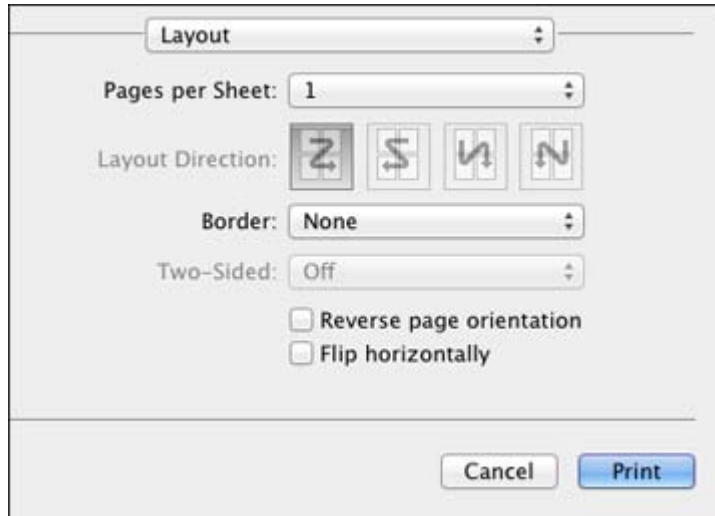 Layout
Pages per Sheet: 1
Layout Direction:
Border: None
Two-Sided: Off
Reverse page orientation
Flip horizontally
Cancel Print